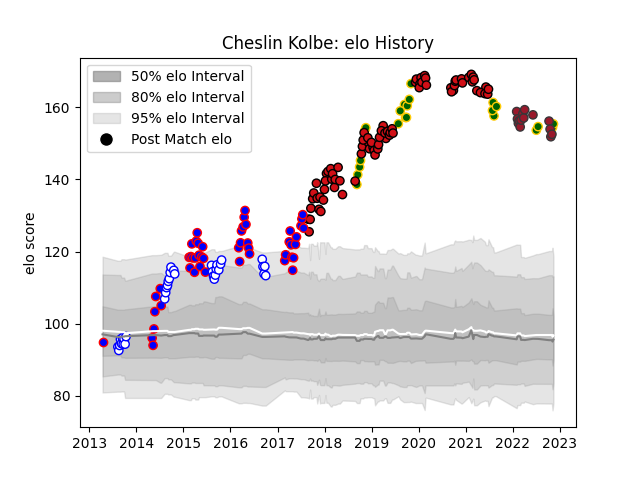 Cheslin Kolbe: elo History
50% elo Interval
80% elo Interval
95% elo Interval
Post Match elo
elo score
160
140
120
100
80
2013 2014 2015 2016 2017 2018 2019 2020 2021 2022 2023